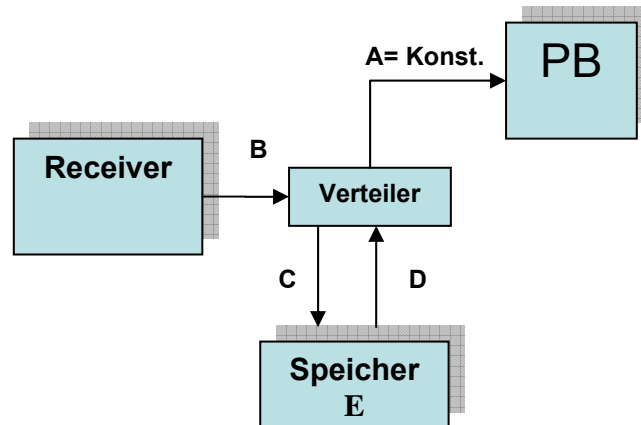 A= Konst.
PB
Receiver
B
Verteiler
C
D
Speicher
E